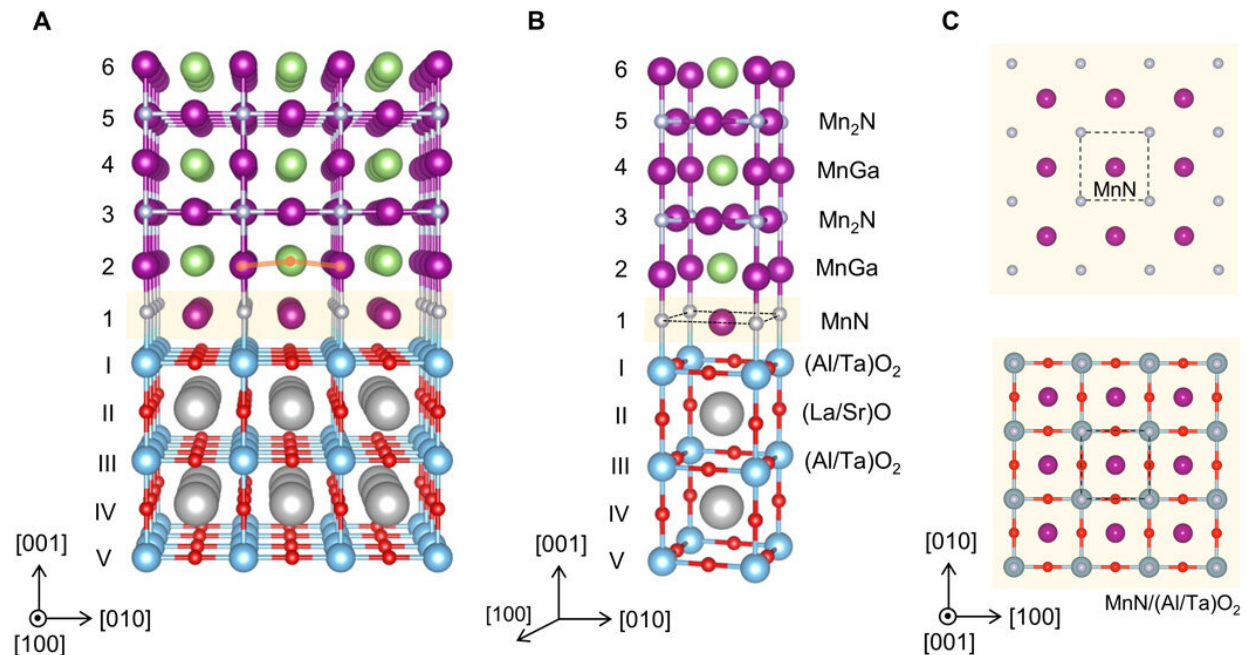 A
B
C
6
5
4
3
2
1
I
II
III
IV
V
[001]
[010]
[100]
6
5 Mn₂N
4 MnGa
3 Mn₂N
2 MnGa
1 MnN
I (Al/Ta)O₂
II (La/Sr)O
III (Al/Ta)O₂
IV
V
[001]
[100]
[010]
MnN
[010]
[100]
[001]
MnN/(Al/Ta)O₂